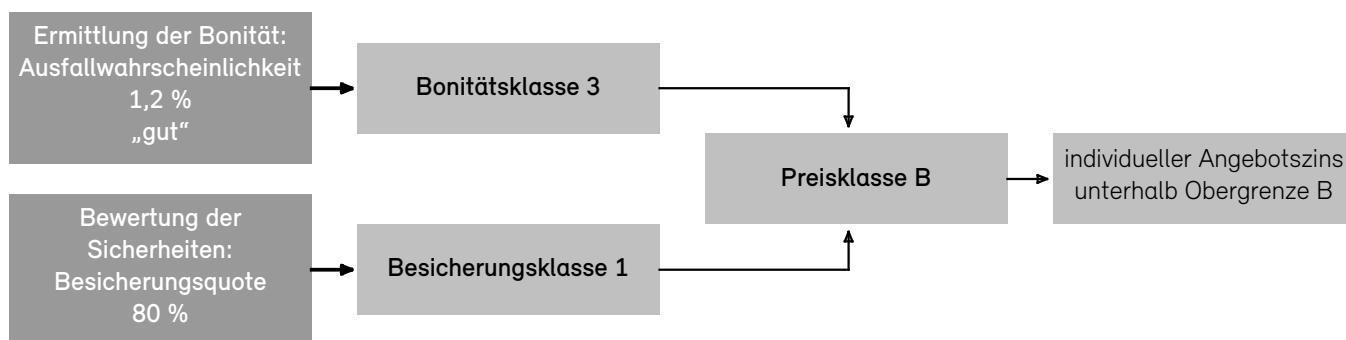 Ermittlung der Bonität:
Ausfallwahrscheinlichkeit
1,2 %
„gut“
Bonitätsklasse 3
Bewertung der
Sicherheiten:
Besicherungsquote
80 %
Besicherungsklasse 1
Preisklasse B
individueller Angebotszins
unterhalb Obergrenze B